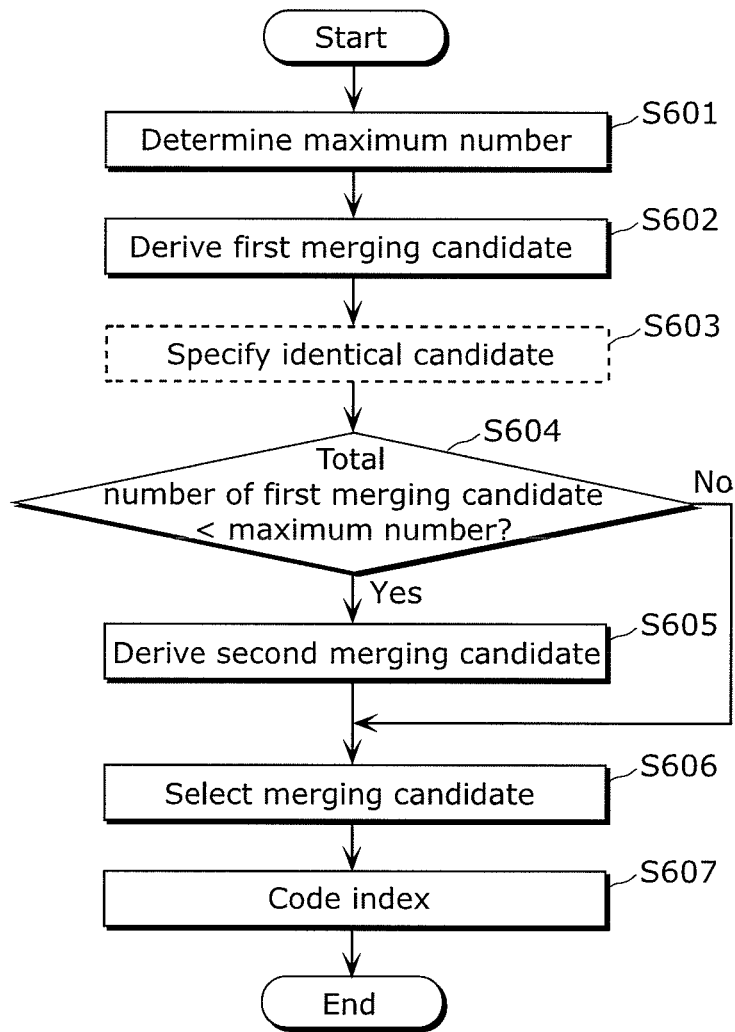 Start
S601
Determine maximum number
S602
Derive first merging candidate
S603
Specify identical candidate
S604
Total
number of first merging candidate
< maximum number?
No
Yes
S605
Derive second merging candidate
S606
Select merging candidate
S607
Code index
End